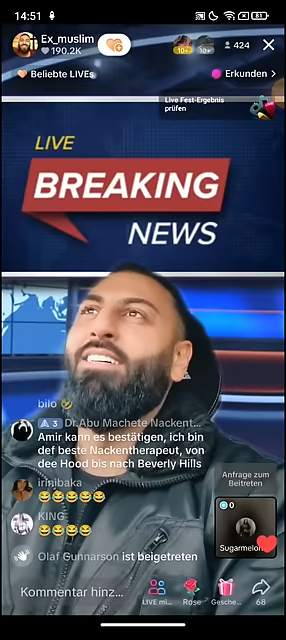 14:51
81
Ex_muslim
190.2K
10+
10+
424
Beliebte LIVEs
Erkunden
Live Fest-Ergebnis
prüfen
LIVE
BREAKING
NEWS
bilo 🤣
3 Dr.Abu Machete Nackent...
Amir kann es bestätigen, ich bin
def beste Nackentherapeut, von
dee Hood bis nach Beverly Hills
irinibaka
😂😂😂😂😂
KING
😂😂😂😂
Olaf Gunnarson ist beigetreten
Anfrage zum
Beitreten
0
Sugarmelon
Kommentar hinz...
LIVE mi...
Rose
Gesche...
68